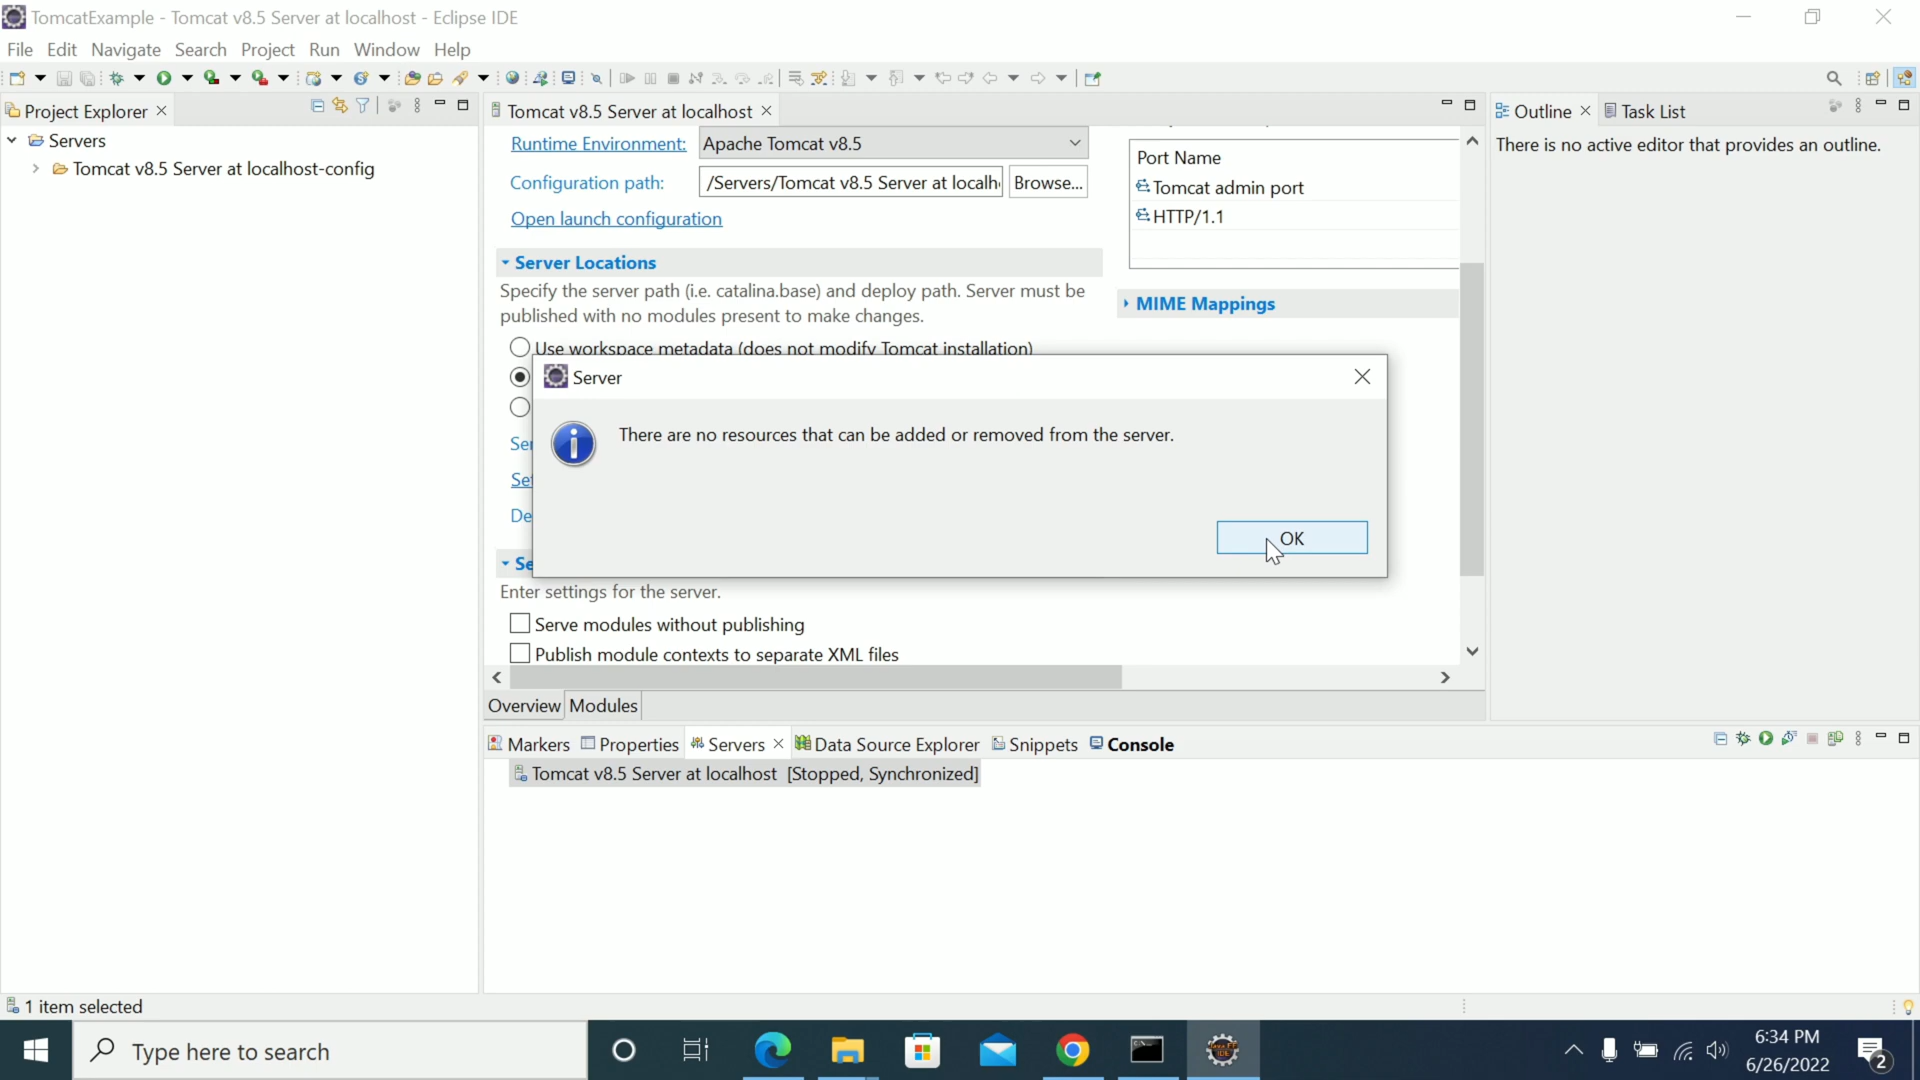 TomcatExample - Tomcat v8.5 Server at localhost - Eclipse IDE
File Edit Navigate Search Project Run Window Help
Project Explorer
Servers
Tomcat v8.5 Server at localhost-config
Tomcat v8.5 Server at localhost
Runtime Environment: Apache Tomcat v8.5
Configuration path: /Servers/Tomcat v8.5 Server at localh Browse...
Open launch configuration
Server Locations
Specify the server path (i.e. catalina.base) and deploy path. Server must be
published with no modules present to make changes.
Use workspace metadata (does not modify Tomcat installation)
Port Name
Tomcat admin port
HTTP/1.1
MIME Mappings
Server
There are no resources that can be added or removed from the server.
OK
Ser
Set
De
Se
Enter settings for the server.
Serve modules without publishing
Publish module contexts to separate XML files
Overview Modules
Outline Task List
There is no active editor that provides an outline.
Markers Properties Servers Data Source Explorer Snippets Console
Tomcat v8.5 Server at localhost [Stopped, Synchronized]
1 item selected
Type here to search
6:34 PM
6/26/2022
2